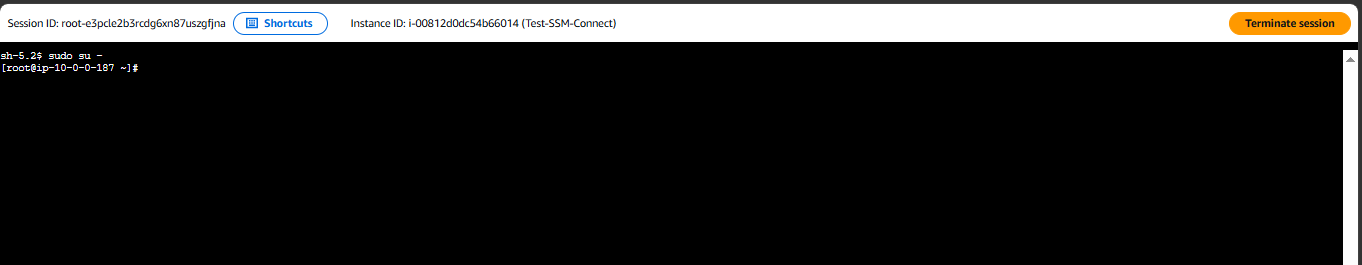 Session ID: root-e3pcle2b3rcdg6xn87uszgfjna Shortcuts Instance ID: i-00812d0dc54b66014 (Test-SSM-Connect) Terminate session
sh-5.2$ sudo su -
[root@ip-10-0-0-187 ~]#